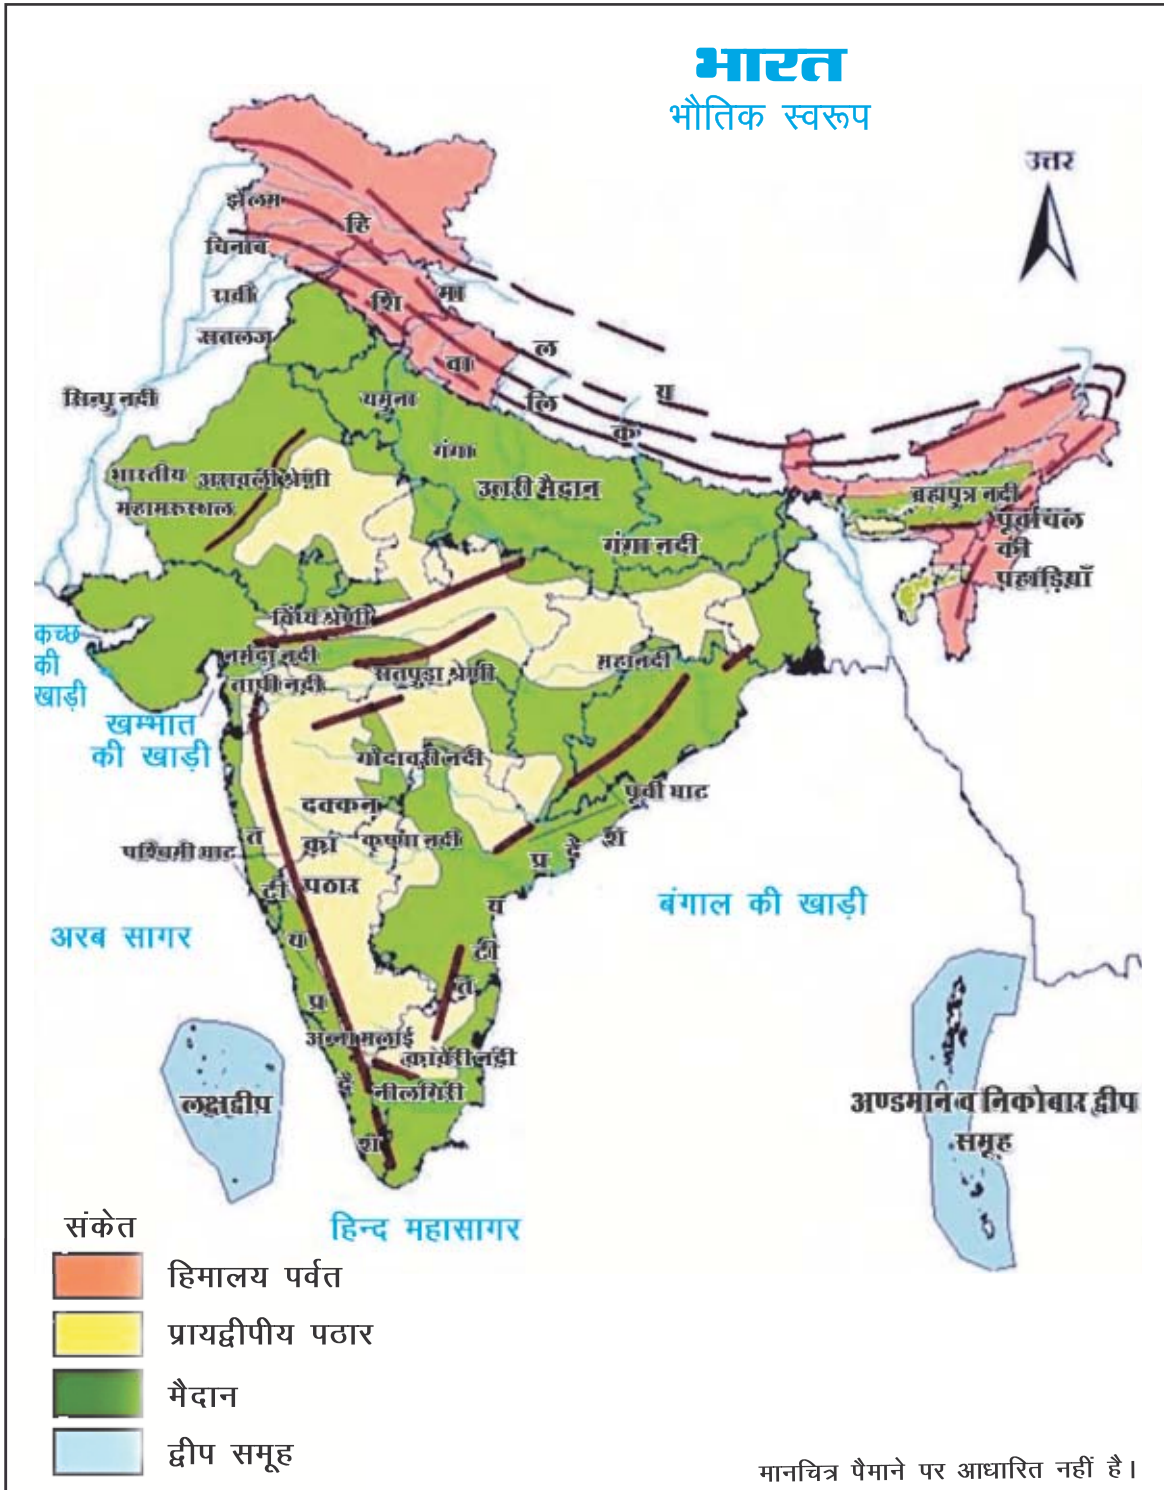 भारत
भौतिक स्वरूप
उत्तर
झेलम
चिनाब
रावी
सतलज
सिन्धु नदी
हि
मा
ल
य
शि
वा
लि
क
यमुना
गंगा
उत्तरी मैदान
गंगा नदी
भारतीय
महामरुस्थल
अरावली श्रेणी
ब्रह्मपुत्र नदी
पूर्वांचल
की
पहाड़ियाँ
विंध्य श्रेणी
नर्मदा नदी
तापी नदी
सतपुड़ा श्रेणी
महानदी
कच्छ
की
खाड़ी
खम्भात
की खाड़ी
गोदावरी नदी
दक्कन
का
पठार
कृष्णा नदी
पूर्वी घाट
पश्चिमी घाट
त
टी
य
प्र
दे
श
त
टी
य
प्र
दे
श
अरब सागर
बंगाल की खाड़ी
अन्नामलाई
कावेरी नदी
नीलगिरी
लक्षद्वीप
अण्डमान व निकोबार द्वीप
समूह
हिन्द महासागर
संकेत
हिमालय पर्वत
प्रायद्वीपीय पठार
मैदान
द्वीप समूह
मानचित्र पैमाने पर आधारित नहीं है।